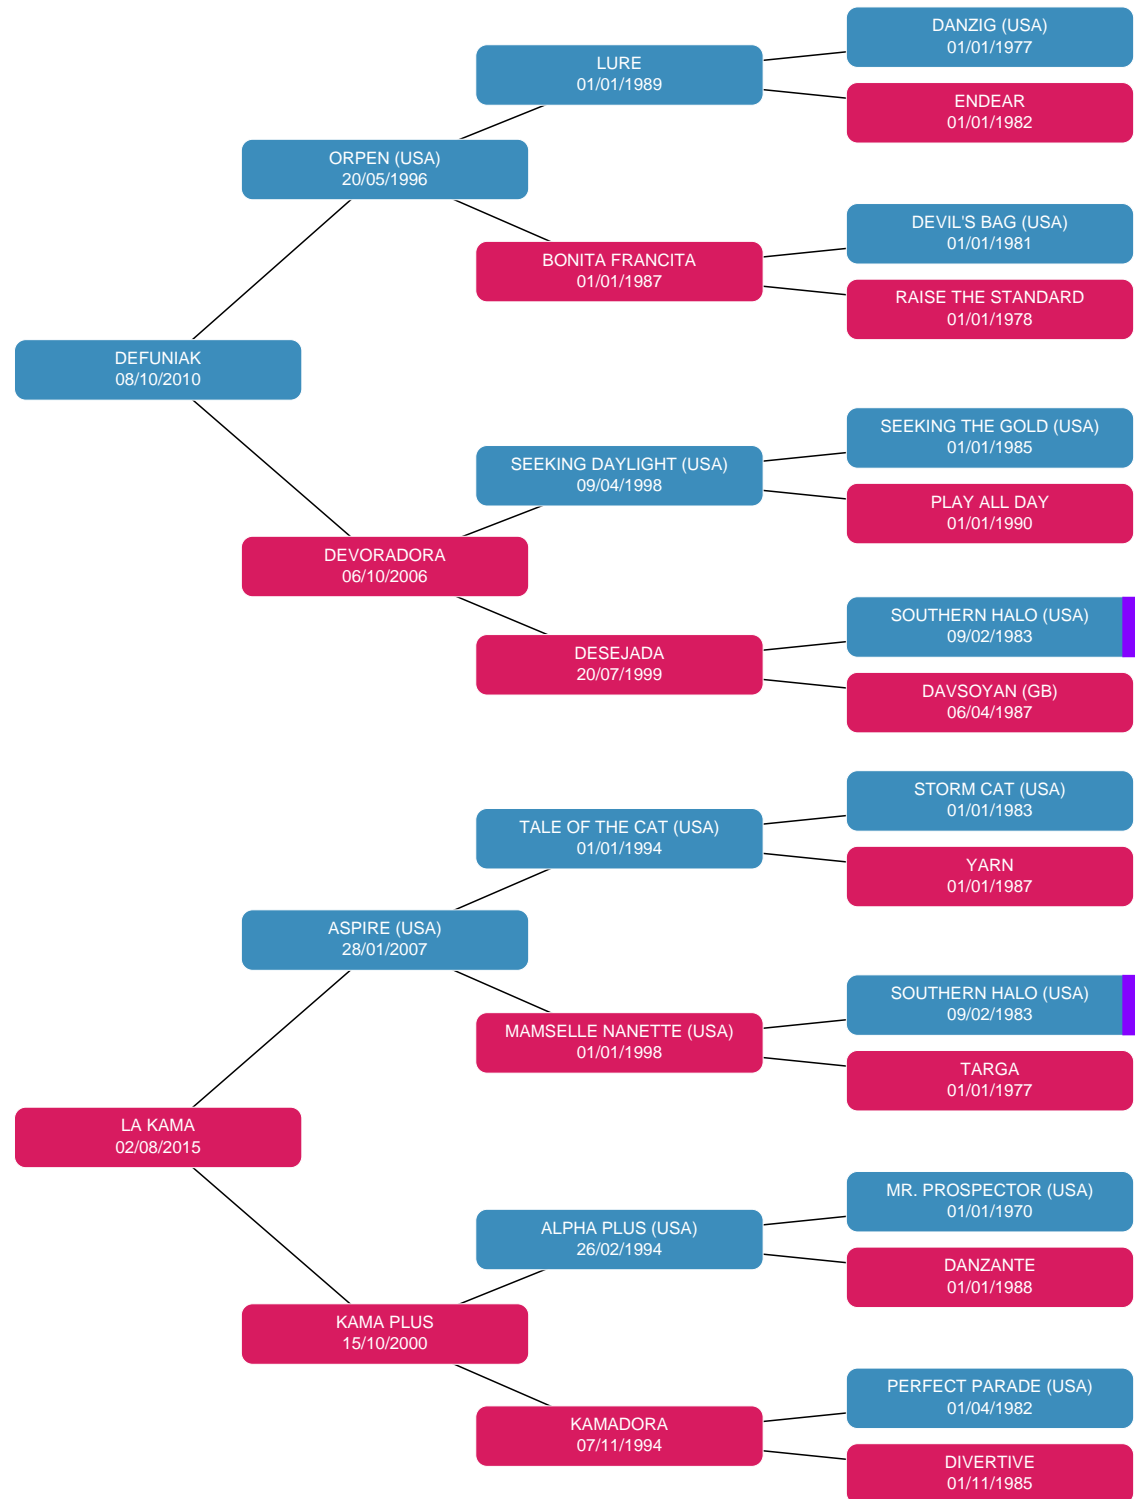 DANZIG (USA)
01/01/1977
LURE
01/01/1989
ENDEAR
01/01/1982
ORPEN (USA)
20/05/1996
DEVIL'S BAG (USA)
01/01/1981
BONITA FRANCITA
01/01/1987
RAISE THE STANDARD
01/01/1978
DEFUNIAK
08/10/2010
SEEKING THE GOLD (USA)
01/01/1985
SEEKING DAYLIGHT (USA)
09/04/1998
PLAY ALL DAY
01/01/1990
DEVORADORA
06/10/2006
SOUTHERN HALO (USA)
09/02/1983
DESEJADA
20/07/1999
DAVSOYAN (GB)
06/04/1987
STORM CAT (USA)
01/01/1983
TALE OF THE CAT (USA)
01/01/1994
YARN
01/01/1987
ASPIRE (USA)
28/01/2007
SOUTHERN HALO (USA)
09/02/1983
MAMSELLE NANETTE (USA)
01/01/1998
TARGA
01/01/1977
LA KAMA
02/08/2015
MR. PROSPECTOR (USA)
01/01/1970
ALPHA PLUS (USA)
26/02/1994
DANZANTE
01/01/1988
KAMA PLUS
15/10/2000
PERFECT PARADE (USA)
01/04/1982
KAMADORA
07/11/1994
DIVERTIVE
01/11/1985